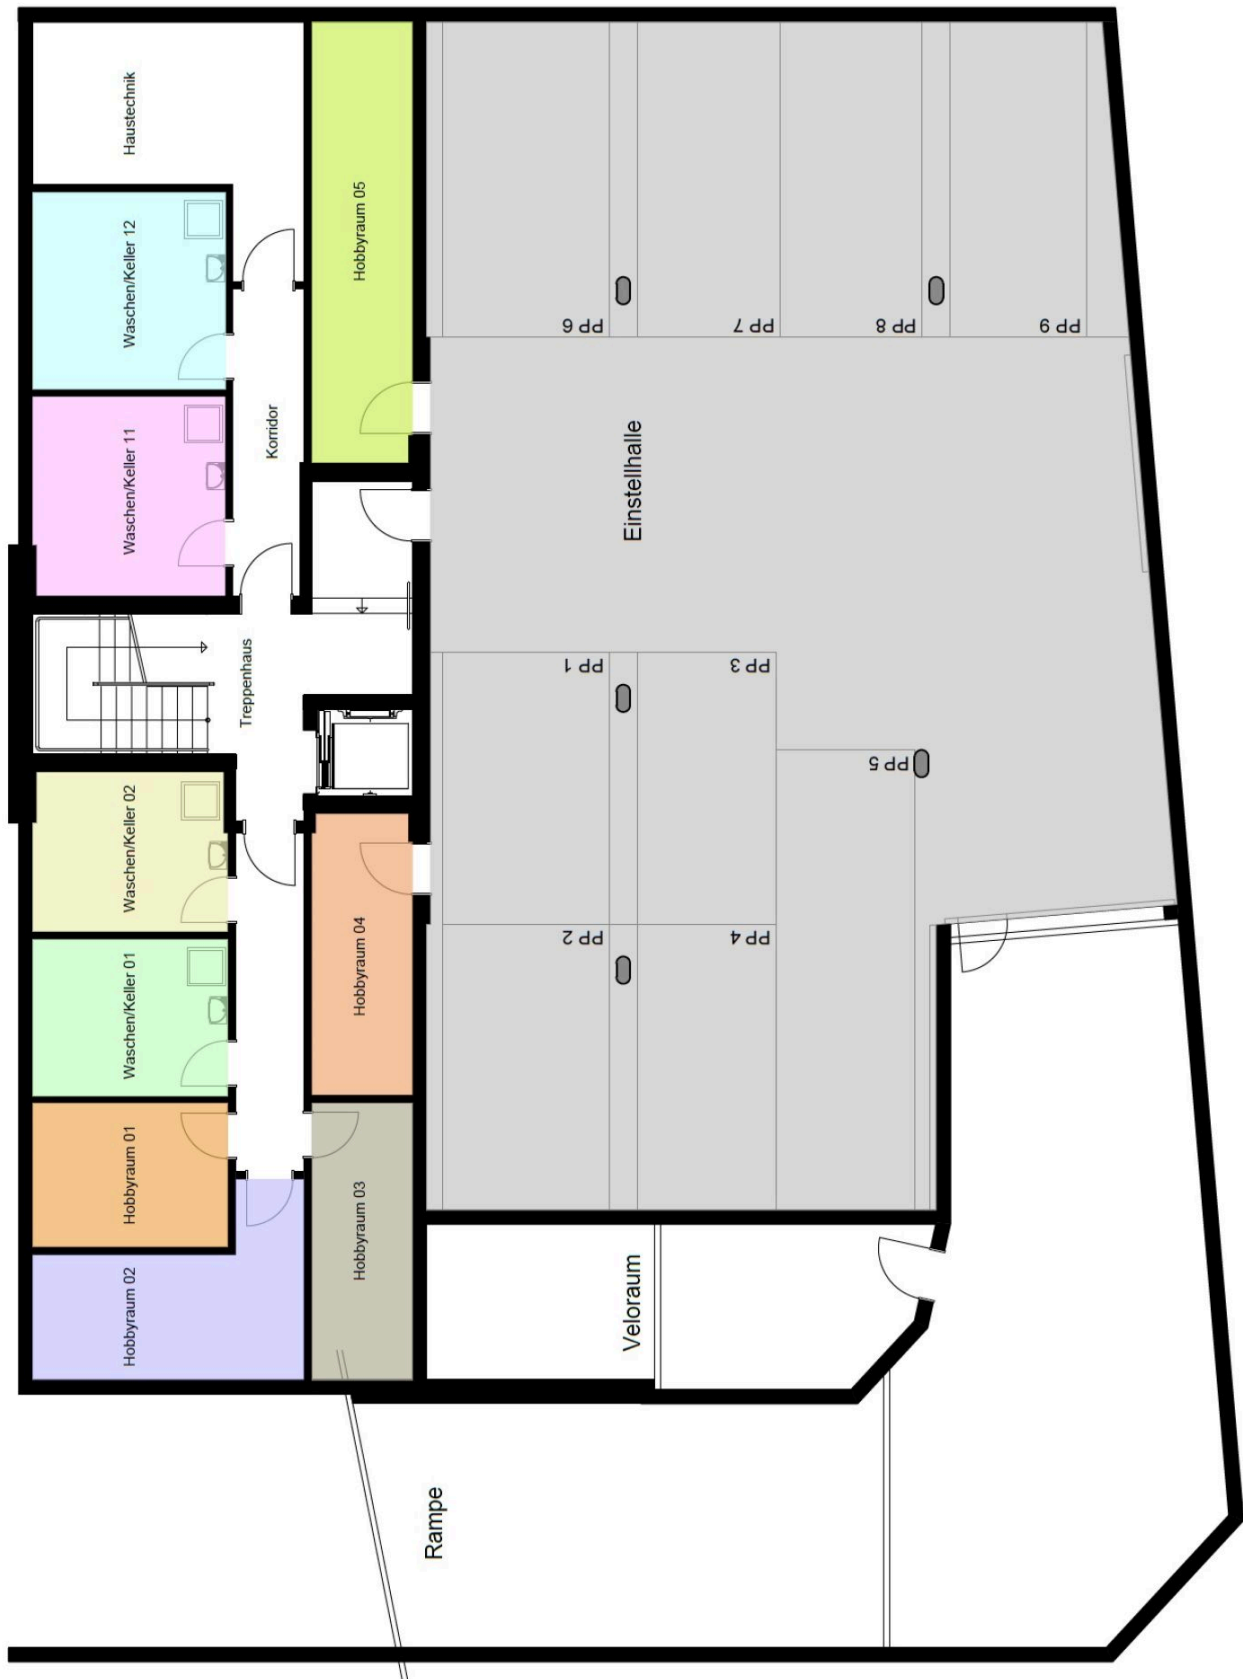 Haustechnik
Waschen/Keller 12
Hobbyraum 05
PP 6
PP 7
PP 8
PP 9
Waschen/Keller 11
Korridor
Einstellhalle
Treppenhaus
PP 1
PP 3
PP 5
Waschen/Keller 02
Hobbyraum 04
PP 2
PP 4
Waschen/Keller 01
Hobbyraum 01
Hobbyraum 03
Hobbyraum 02
Veloraum
Rampe